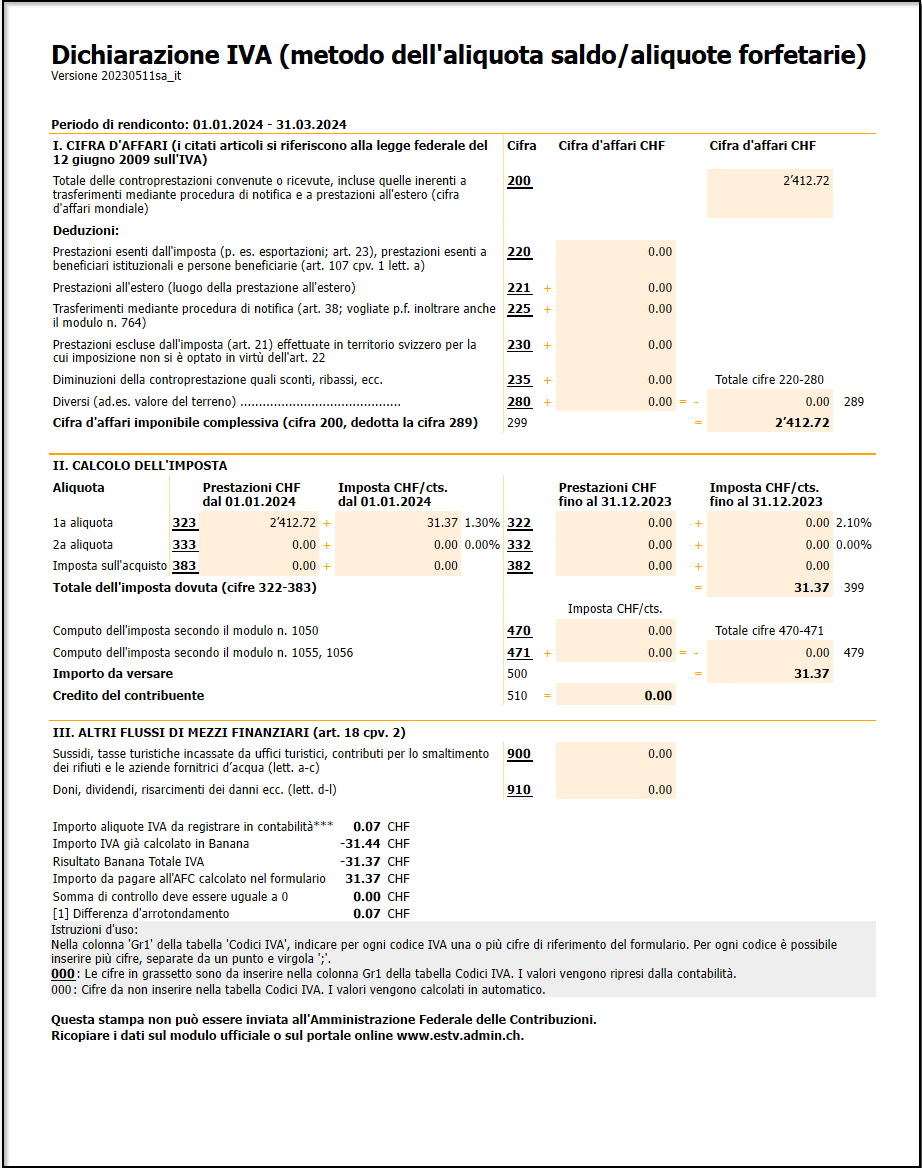 Dichiarazione IVA (metodo dell'aliquota saldo/aliquote forfetarie)
Versione 20230511sa_it
Periodo di rendiconto: 01.01.2024 - 31.03.2024
I. CIFRA D'AFFARI (i citati articoli si riferiscono alla legge federale del Cifra Cifra d'affari CHF Cifra d'affari CHF
12 giugno 2009 sull'IVA)
Totale delle controprestazioni convenute o ricevute, incluse quelle inerenti a 200 2’412.72
trasferimenti mediante procedura di notifica e a prestazioni all'estero (cifra
d'affari mondiale)
Deduzioni:
Prestazioni esenti dall'imposta (p. es. esportazioni; art. 23), prestazioni esenti a 220 0.00
beneficiari istituzionali e persone beneficiarie (art. 107 cpv. 1 lett. a)
Prestazioni all'estero (luogo della prestazione all'estero) 221 + 0.00
Trasferimenti mediante procedura di notifica (art. 38; vogliate p.f. inoltrare anche 225 + 0.00
il modulo n. 764)
Prestazioni escluse dall'imposta (art. 21) effettuate in territorio svizzero per la 230 + 0.00
cui imposizione non si è optato in virtù dell'art. 22
Diminuzioni della controprestazione quali sconti, ribassi, ecc. 235 + 0.00 Totale cifre 220-280
Diversi (ad.es. valore del terreno) ........................................... 280 + 0.00 = - 0.00 289
Cifra d'affari imponibile complessiva (cifra 200, dedotta la cifra 289) 299 = 2’412.72
II. CALCOLO DELL'IMPOSTA
Aliquota Prestazioni CHF Imposta CHF/cts. Prestazioni CHF Imposta CHF/cts.
dal 01.01.2024 dal 01.01.2024 fino al 31.12.2023 fino al 31.12.2023
1a aliquota 323 2’412.72 + 31.37 1.30% 322 0.00 + 0.00 2.10%
2a aliquota 333 0.00 + 0.00 0.00% 332 0.00 + 0.00 0.00%
Imposta sull'acquisto 383 0.00 + 0.00 382 0.00 + 0.00
Totale dell'imposta dovuta (cifre 322-383) = 31.37 399
Imposta CHF/cts.
Computo dell'imposta secondo il modulo n. 1050 470 0.00 Totale cifre 470-471
Computo dell'imposta secondo il modulo n. 1055, 1056 471 + 0.00 = - 0.00 479
Importo da versare 500 = 31.37
Credito del contribuente 510 = 0.00
III. ALTRI FLUSSI DI MEZZI FINANZIARI (art. 18 cpv. 2)
Sussidi, tasse turistiche incassate da uffici turistici, contributi per lo smaltimento 900 0.00
dei rifiuti e le aziende fornitrici d’acqua (lett. a-c)
Doni, dividendi, risarcimenti dei danni ecc. (lett. d-l) 910 0.00
Importo aliquote IVA da registrare in contabilità*** 0.07 CHF
Importo IVA già calcolato in Banana -31.44 CHF
Risultato Banana Totale IVA -31.37 CHF
Importo da pagare all'AFC calcolato nel formulario 31.37 CHF
Somma di controllo deve essere uguale a 0 0.00 CHF
[1] Differenza d'arrotondamento 0.07 CHF
Istruzioni d'uso:
Nella colonna 'Gr1' della tabella 'Codici IVA', indicare per ogni codice IVA una o più cifre di riferimento del formulario. Per ogni codice è possibile
inserire più cifre, separate da un punto e virgola ';'.
000: Le cifre in grassetto sono da inserire nella colonna Gr1 della tabella Codici IVA. I valori vengono ripresi dalla contabilità.
000: Cifre da non inserire nella tabella Codici IVA. I valori vengono calcolati in automatico.
Questa stampa non può essere inviata all'Amministrazione Federale delle Contribuzioni.
Ricopiare i dati sul modulo ufficiale o sul portale online www.estv.admin.ch.